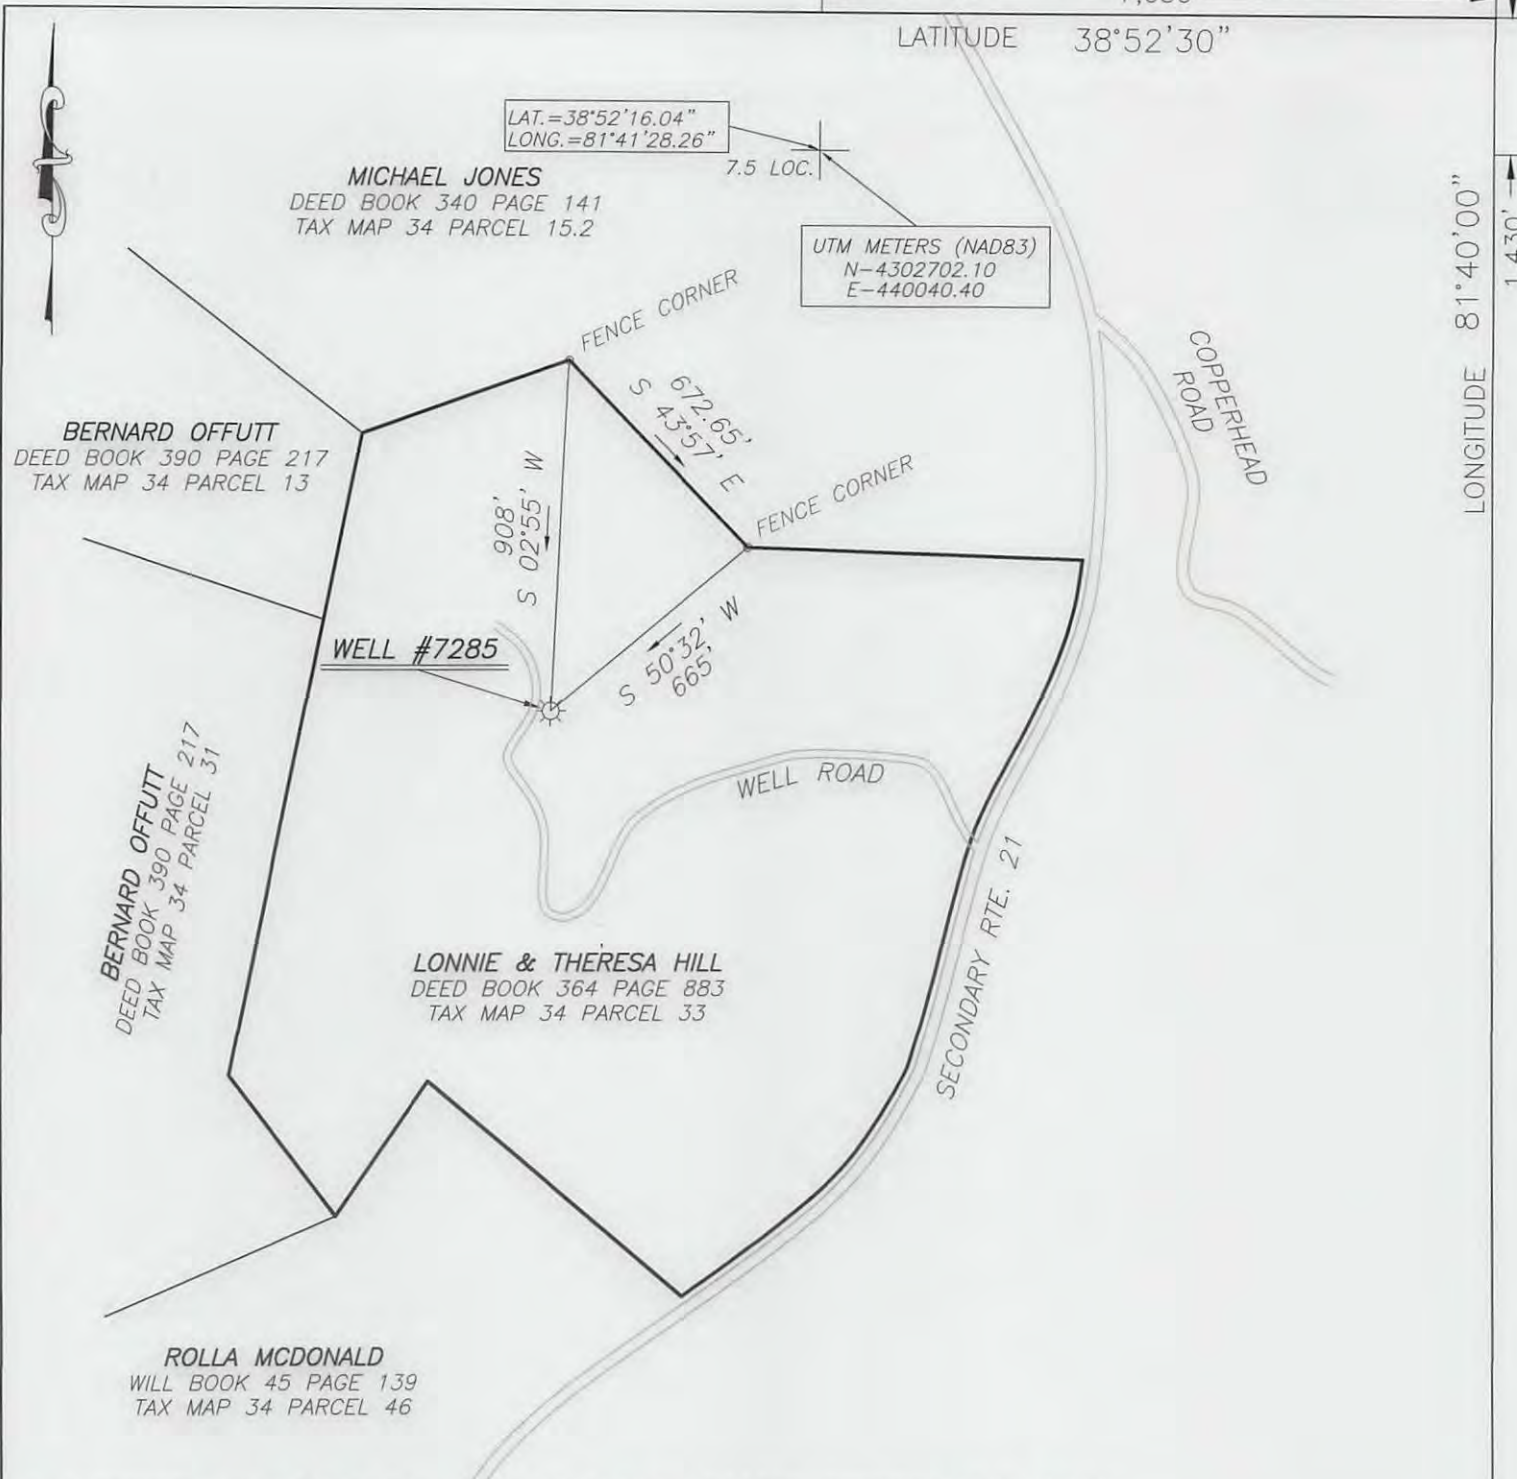 LATITUDE 38°52'30"
LAT.=38°52'16.04"
LONG.=81°41'28.26"
7.5 LOC.
MICHAEL JONES
DEED BOOK 340 PAGE 141
TAX MAP 34 PARCEL 15.2
UTM METERS (NAD83)
N-4302702.10
E-440040.40
LONGITUDE 81°40'00"
1,430'
FENCE CORNER
COPPERHEAD
ROAD
672.65'
S 43°57' E
BERNARD OFFUTT
DEED BOOK 390 PAGE 217
TAX MAP 34 PARCEL 13
908'
S 02°55' W
FENCE CORNER
WELL #7285
S 50°32' W
665'
BERNARD OFFUTT
DEED BOOK 390 PAGE 217
TAX MAP 34 PARCEL 31
WELL ROAD
SECONDARY RTE. 21
LONNIE & THERESA HILL
DEED BOOK 364 PAGE 883
TAX MAP 34 PARCEL 33
ROLLA MCDONALD
WILL BOOK 45 PAGE 139
TAX MAP 34 PARCEL 46